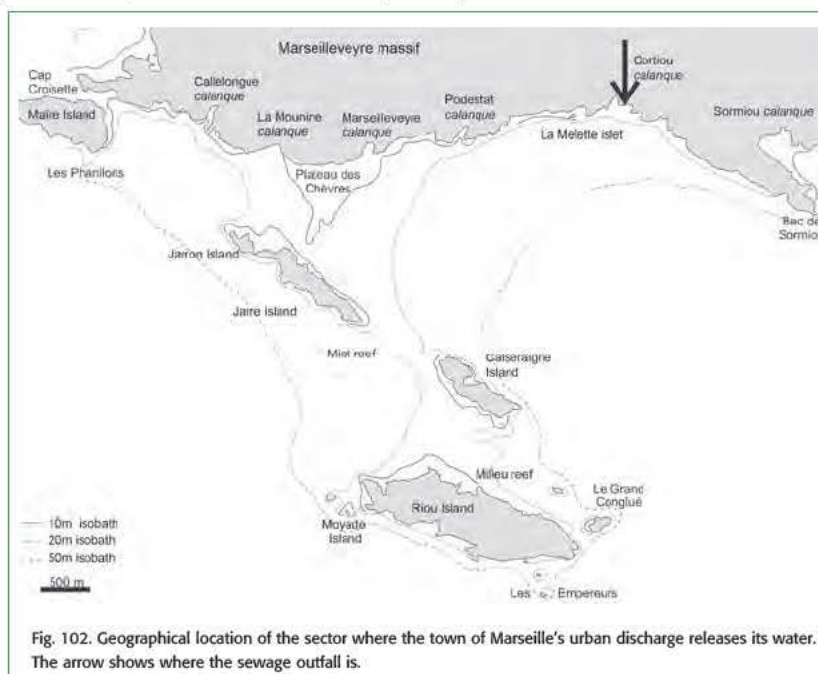 Marseilleveyre massif
Cap
Croisette
Maire Island
Callelongue
calanque
La Mounine
calanque
Marseilleveyre
calanque
Podestat
calanque
Cortiou
calanque
La Melette islet
Sormiou calanque
Les Pharillons
Plateau des
Chèvres
Bec de
Sormiou
Jarron Island
Jarre Island
Miet reef
Calseraigne
Island
Milieu reef
Le Grand
Conglué
Riou Island
Moyade
Island
Les Empereurs
10m isobath
20m isobath
50m isobath
500 m
Fig. 102. Geographical location of the sector where the town of Marseille's urban discharge releases its water.
The arrow shows where the sewage outfall is.